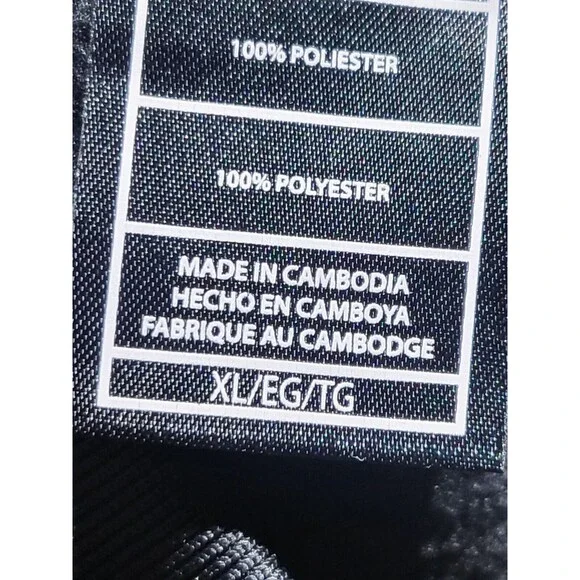 100% POLIESTER
100% POLYESTER
MADE IN CAMBODIA
HECHO EN CAMBOYA
FABRIQUE AU CAMBODGE
XL/EG/TG